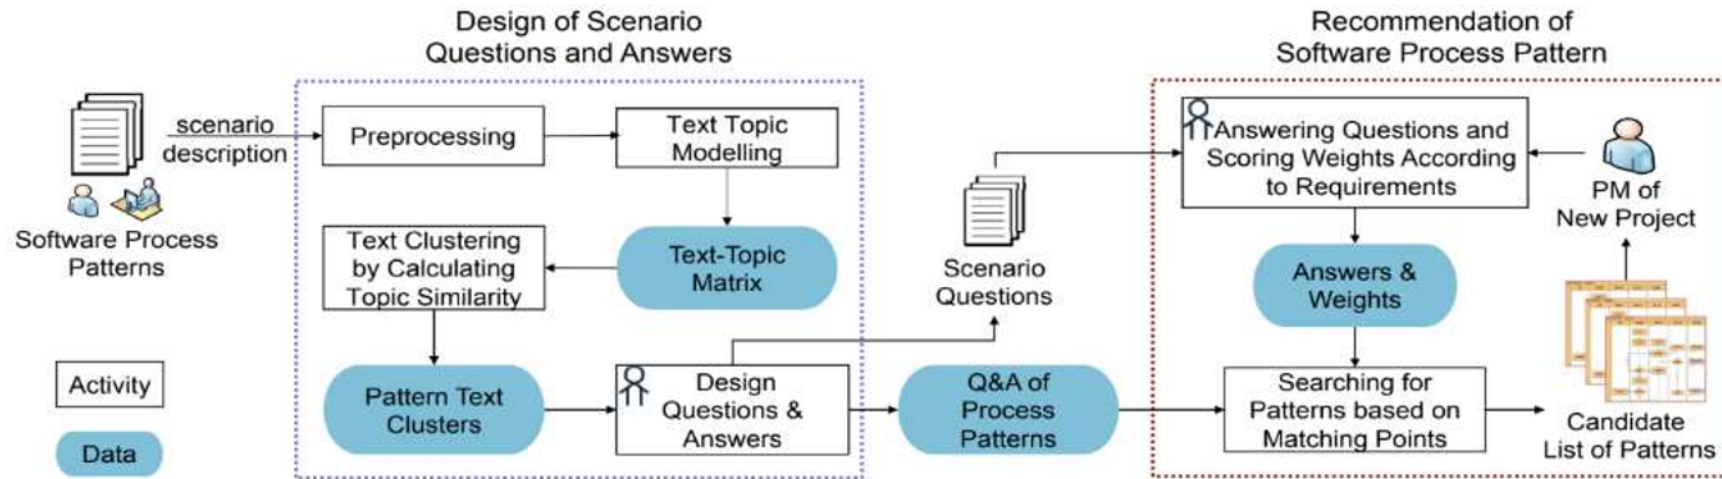 Design of Scenario
Questions and Answers
Recommendation of
Software Process Pattern
scenario
description
Software Process
Patterns
Preprocessing
Text Topic
Modelling
Text-Topic
Matrix
Text Clustering
by Calculating
Topic Similarity
Pattern Text
Clusters
Design
Questions &
Answers
Scenario
Questions
Q&A of
Process
Patterns
Answering Questions and
Scoring Weights According
to Requirements
PM of
New Project
Answers &
Weights
Searching for
Patterns based on
Matching Points
Candidate
List of Patterns
Activity
Data